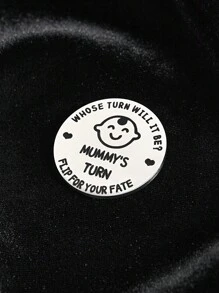 WHOSE TURN WILL IT BE?
MUMMY'S
TURN
FLIP FOR YOUR FATE